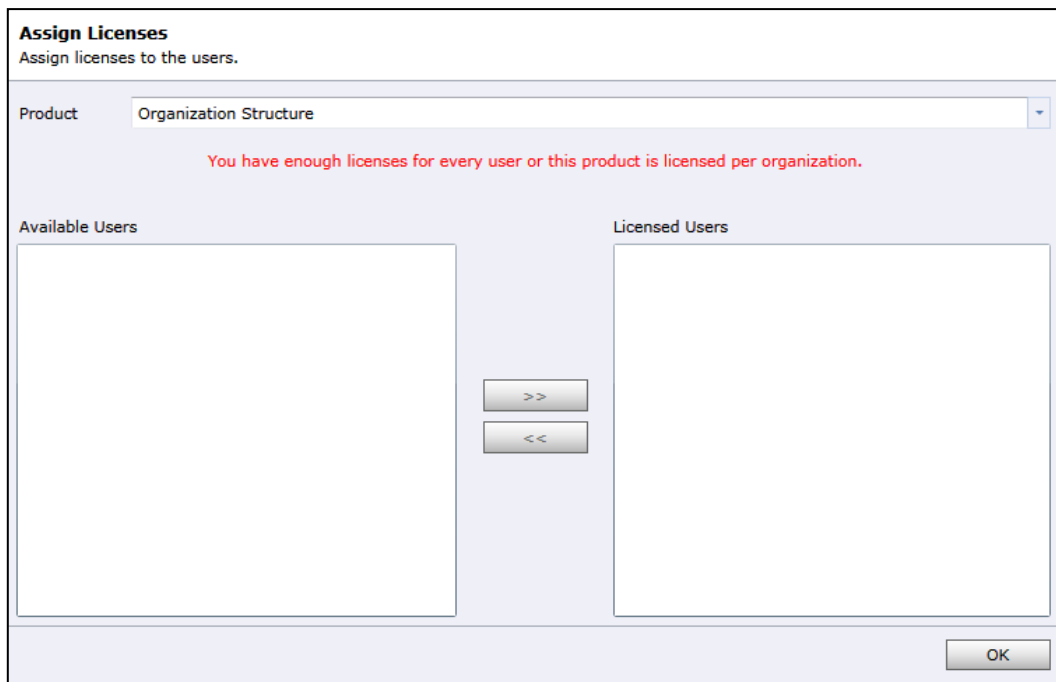 Assign Licenses
Assign licenses to the users.
Product Organization Structure
You have enough licenses for every user or this product is licensed per organization.
Available Users Licensed Users
>>
<<
OK